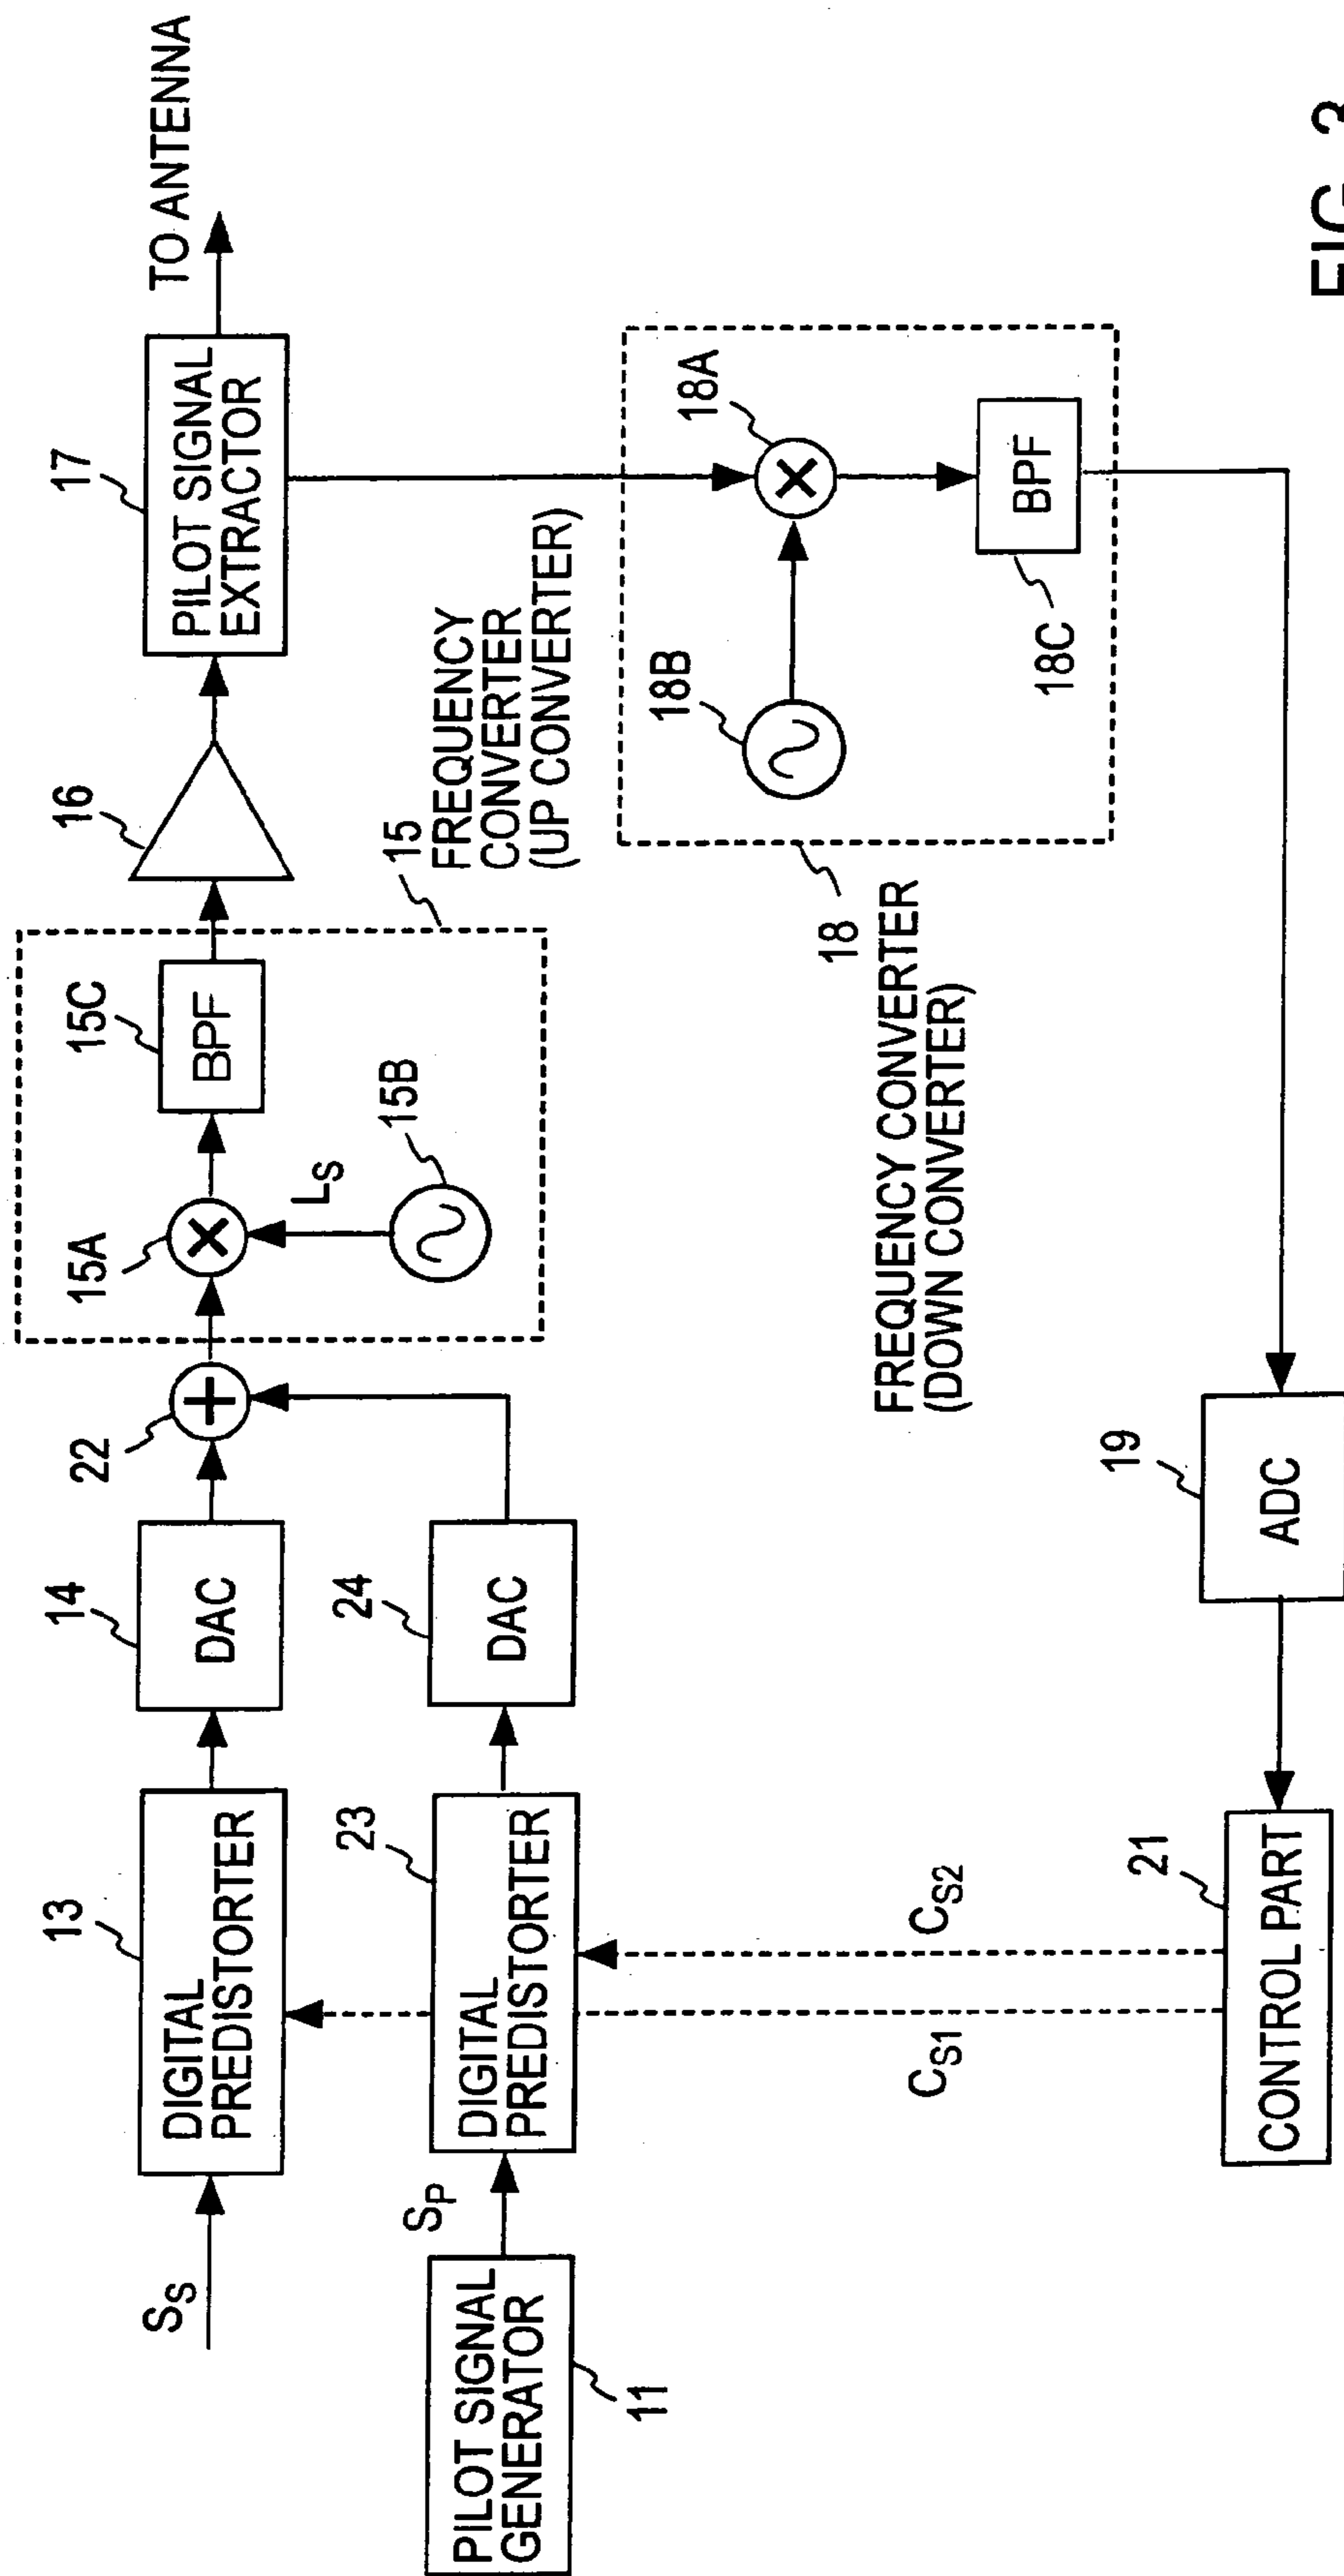 TO ANTENNA
17
PILOT SIGNAL
EXTRACTOR
16
15C
BPF
15A
LS
15B
15
FREQUENCY
CONVERTER
(UP CONVERTER)
22
14
DAC
24
DAC
13
DIGITAL
PREDISTORTER
23
DIGITAL
PREDISTORTER
SS
SP
PILOT SIGNAL
GENERATOR
11
18A
18B
BPF
18C
18
FREQUENCY CONVERTER
(DOWN CONVERTER)
19
ADC
21
CONTROL PART
CS1
CS2